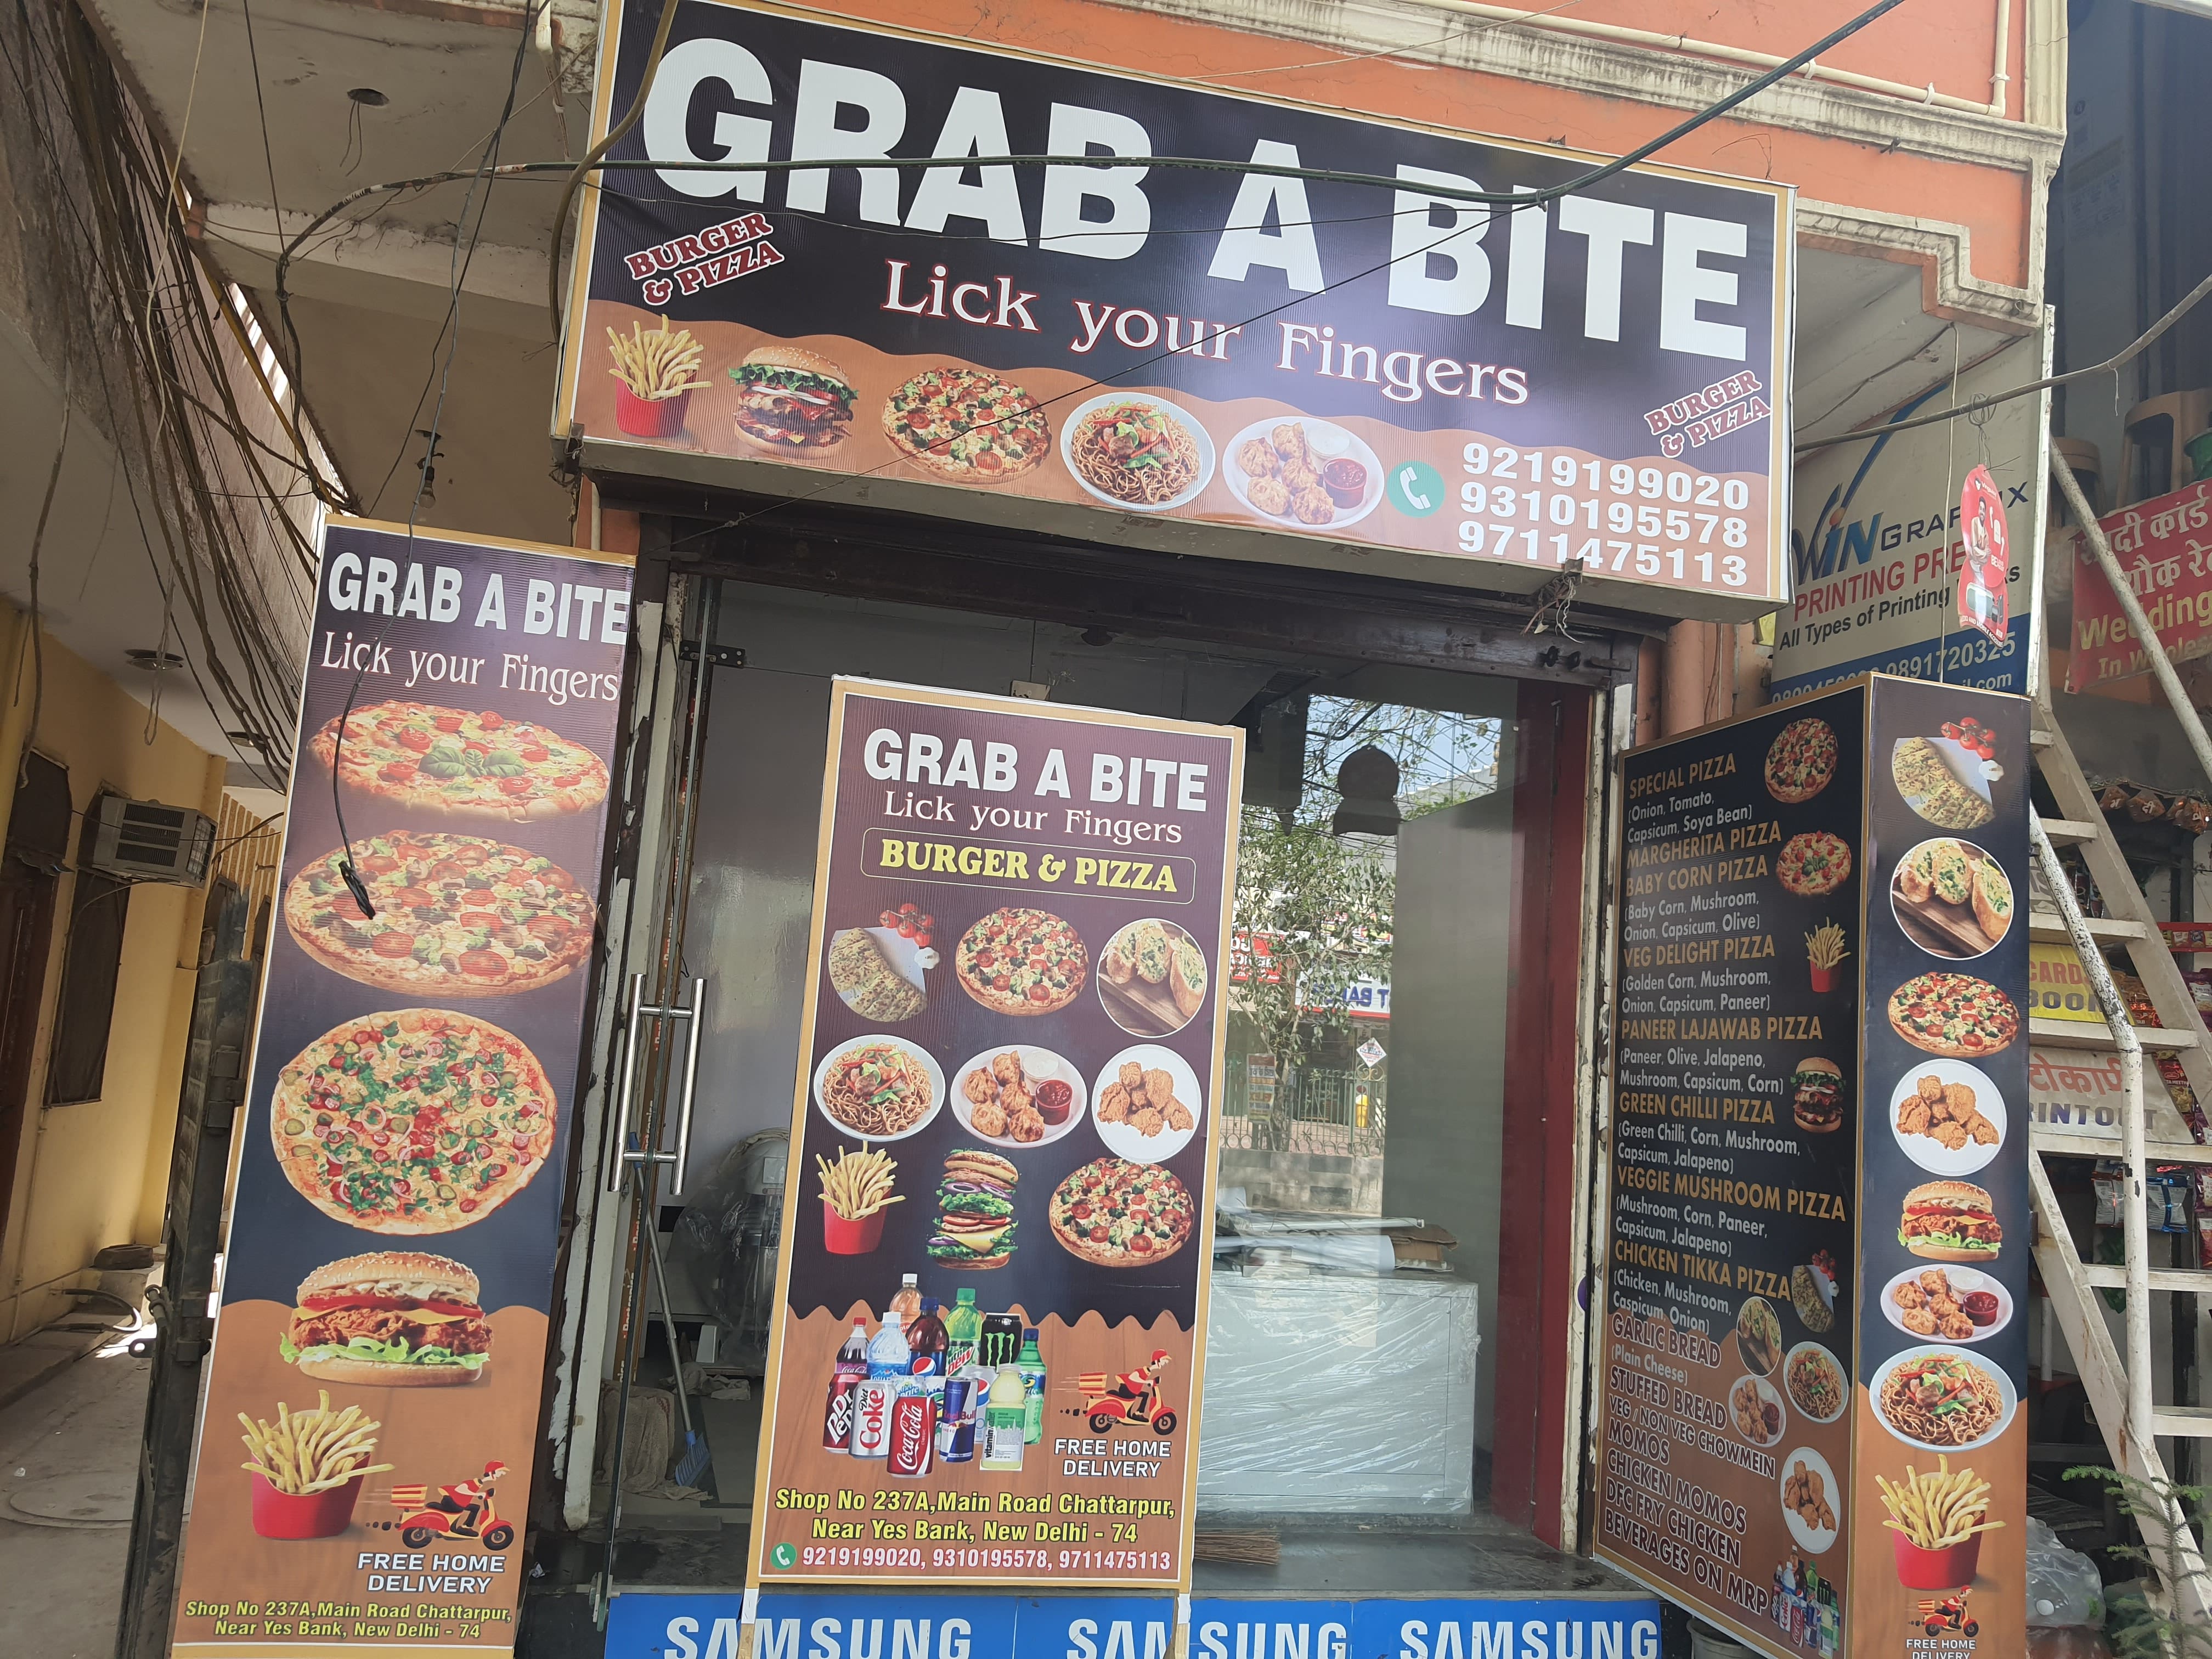 GRAB A BITE
BURGER
& PIZZA
Lick your Fingers
BURGER
& PIZZA
9219199020
9310195578
9711475113
GRAB A BITE
Lick your Fingers
FREE HOME
DELIVERY
Shop No 237A,Main Road Chattarpur,
Near Yes Bank, New Delhi - 74
GRAB A BITE
Lick your Fingers
BURGER & PIZZA
Diet
Coke
Coca-Cola
FREE HOME
DELIVERY
Shop No 237A,Main Road Chattarpur,
Near Yes Bank, New Delhi - 74
9219199020, 9310195578, 9711475113
SAMSUNG
SAMSUNG
SAMSUNG
SPECIAL PIZZA
(Onion, Tomato,
Capsicum, Soya Bean)
MARGHERITA PIZZA
BABY CORN PIZZA
(Baby Corn, Mushroom,
Onion, Capsicum, Olive)
VEG DELIGHT PIZZA
(Golden Corn, Mushroom,
Onion, Capsicum, Paneer)
PANEER LAJAWAB PIZZA
(Paneer, Olive, Jalapeno,
Mushroom, Capsicum, Corn)
GREEN CHILLI PIZZA
(Green Chilli, Corn, Mushroom,
Capsicum, Jalapeno)
VEGGIE MUSHROOM PIZZA
(Mushroom, Corn, Paneer,
Capsicum, Jalapeno)
CHICKEN TIKKA PIZZA
(Chicken, Mushroom,
Caspicum, Onion)
GARLIC BREAD
(Plain Cheese)
STUFFED BREAD
VEG / NON VEG CHOWMEIN
MOMOS
CHICKEN MOMOS
DFC FRY CHICKEN
BEVERAGES ON MRP
FREE HOME
DELIVERY
WiN
PRINTING
All Types of Printing
9891720325
कार्ड
Wedding
In